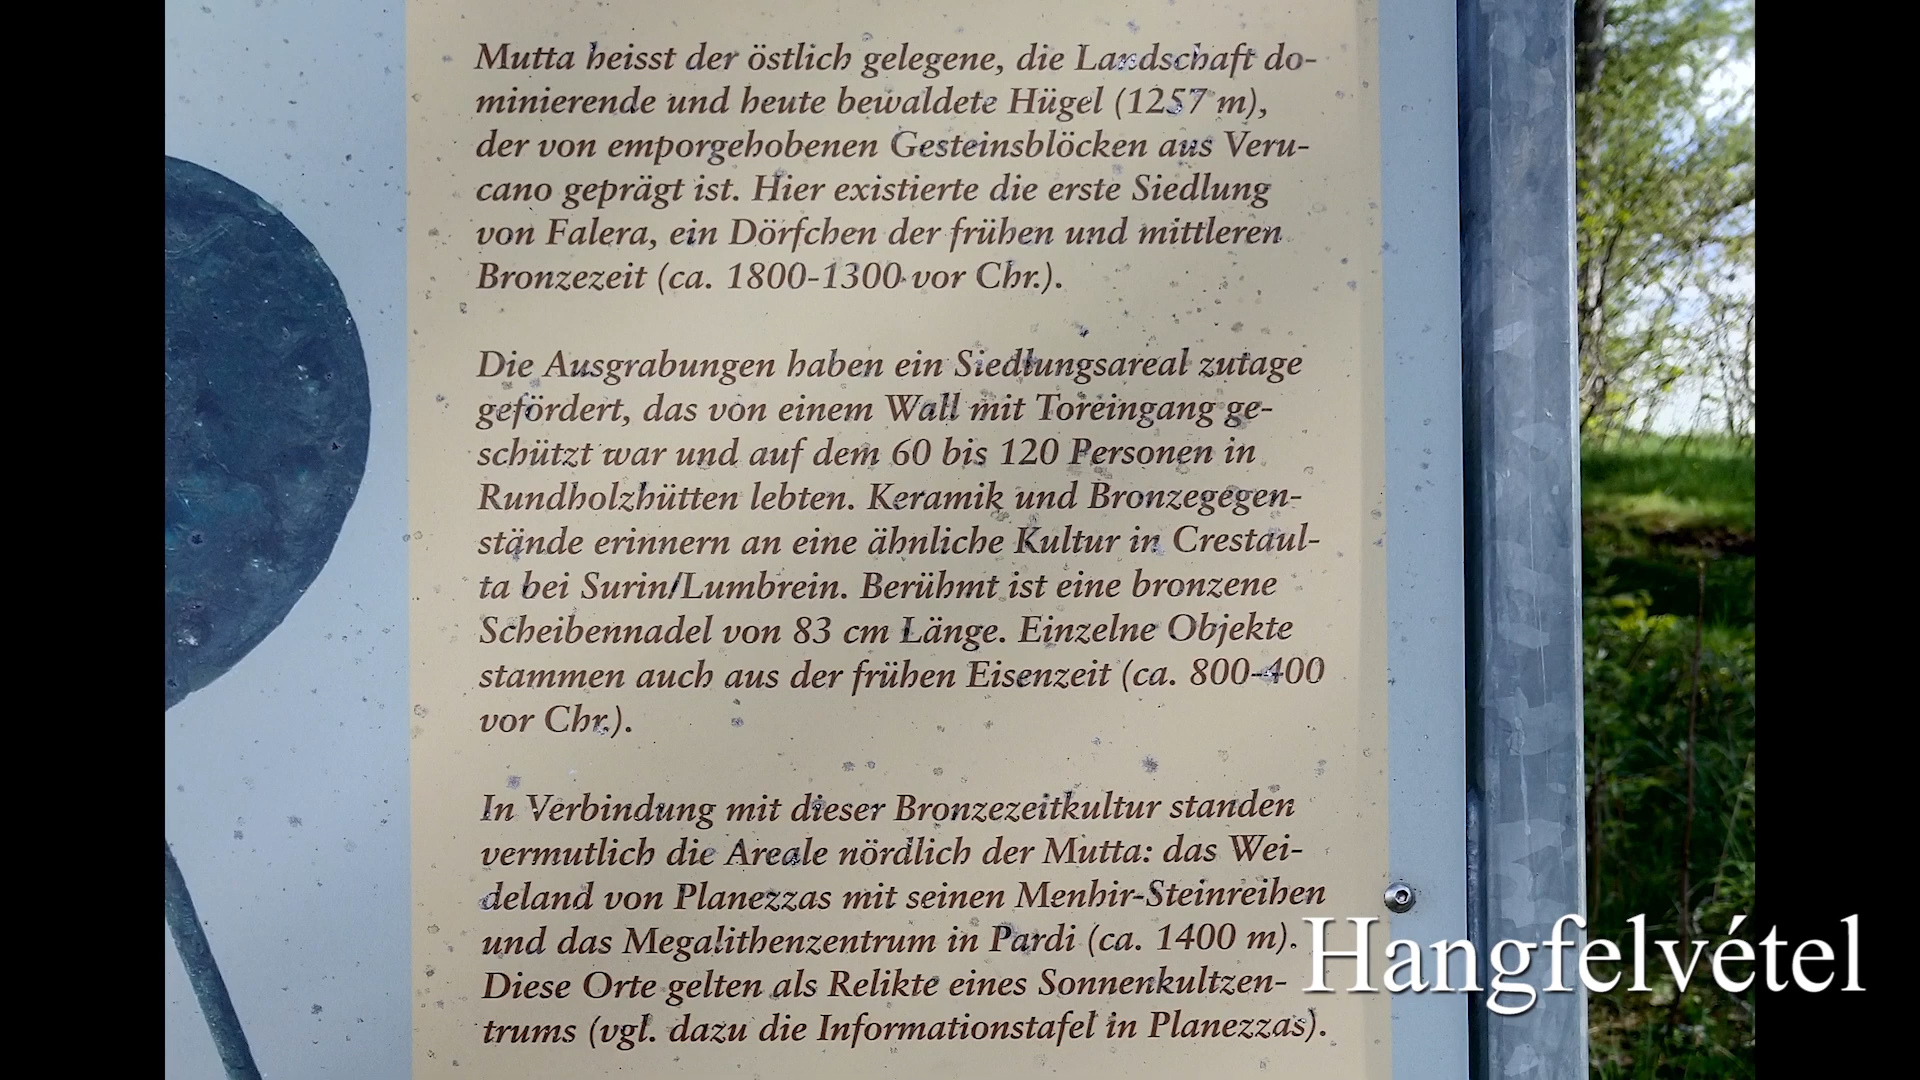 Mutta heisst der östlich gelegene, die Landschaft do-
minierende und heute bewaldete Hügel (1257 m),
der von emporgehobenen Gesteinsblöcken aus Veru-
cano geprägt ist. Hier existierte die erste Siedlung
von Falera, ein Dörfchen der frühen und mittleren
Bronzezeit (ca. 1800-1300 vor Chr.).
Die Ausgrabungen haben ein Siedlungsareal zutage
gefördert, das von einem Wall mit Toreingang ge-
schützt war und auf dem 60 bis 120 Personen in
Rundholzhütten lebten. Keramik und Bronzegegen-
stände erinnern an eine ähnliche Kultur in Crestaul-
ta bei Surin/Lumbrein. Berühmt ist eine bronzene
Scheibennadel von 83 cm Länge. Einzelne Objekte
stammen auch aus der frühen Eisenzeit (ca. 800-400
vor Chr.).
In Verbindung mit dieser Bronzezeitkultur standen
vermutlich die Areale nördlich der Mutta: das Wei-
deland von Planezzas mit seinen Menhir-Steinreihen
und das Megalithenzentrum in Pardi (ca. 1400 m).
Diese Orte gelten als Relikte eines Sonnenkultzen-
trums (vgl. dazu die Informationstafel in Planezzas).
Hangfelvétel